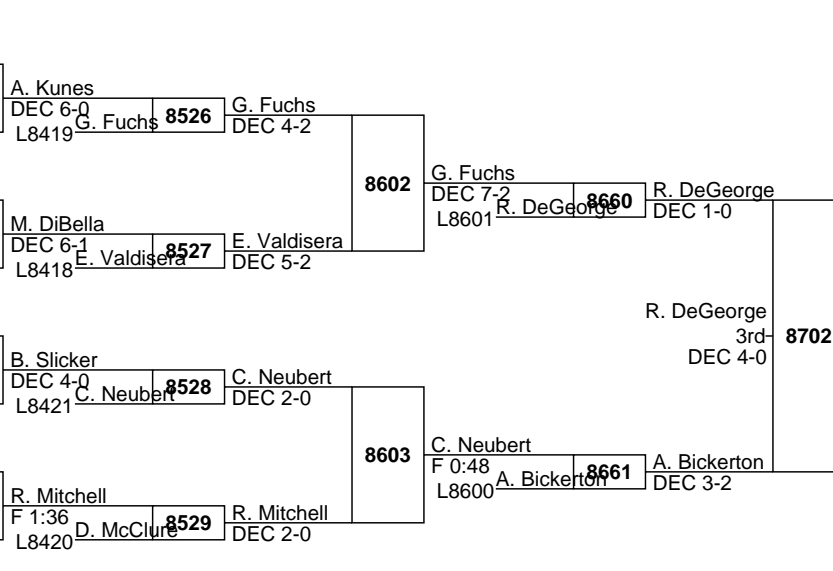 A. Kunes
DEC 6-0
L8419 G. Fuchs 8526
G. Fuchs
DEC 4-2
8602
M. DiBella
DEC 6-1
L8418 E. Valdisera 8527
E. Valdisera
DEC 5-2
G. Fuchs
DEC 7-2
L8601 R. DeGeorge 8660
R. DeGeorge
DEC 1-0
R. DeGeorge
3rd 8702
DEC 4-0
B. Slicker
DEC 4-0
L8421 C. Neubert 8528
C. Neubert
DEC 2-0
8603
R. Mitchell
F 1:36
L8420 D. McClure 8529
R. Mitchell
DEC 2-0
C. Neubert
F 0:48
L8600 A. Bickerton 8661
A. Bickerton
DEC 3-2